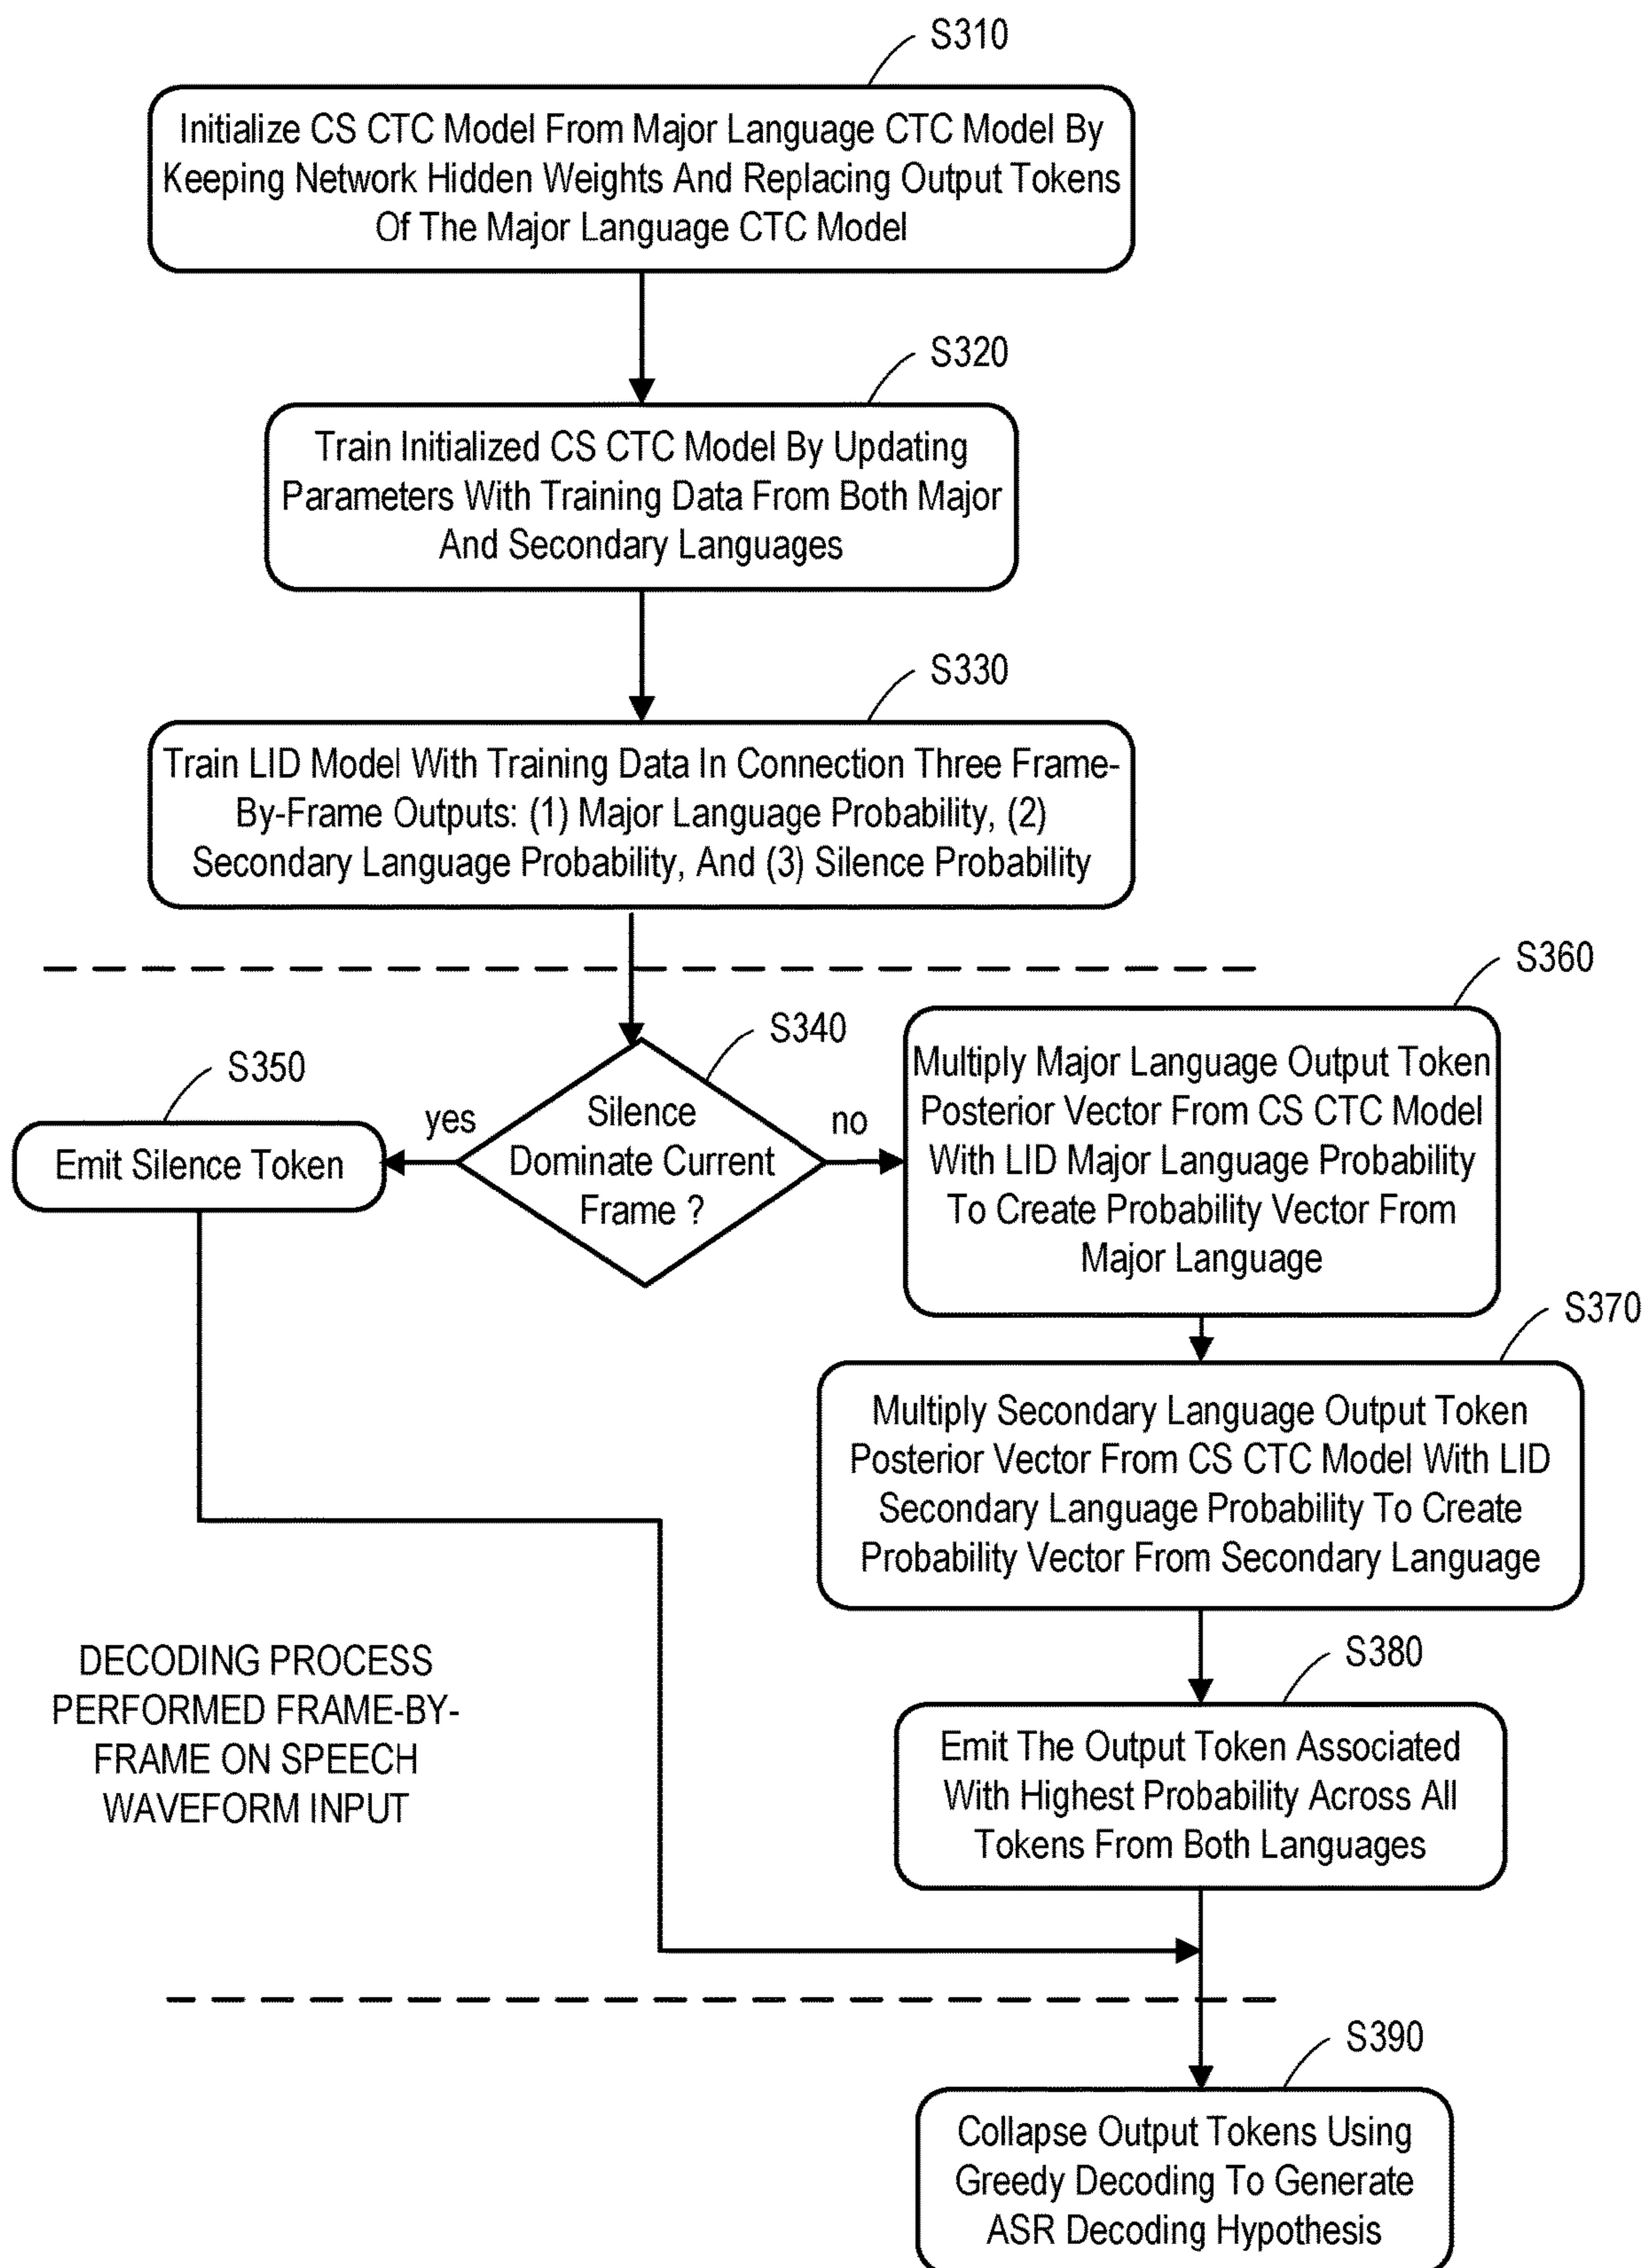 S310
Initialize CS CTC Model From Major Language CTC Model By
Keeping Network Hidden Weights And Replacing Output Tokens
Of The Major Language CTC Model
S320
Train Initialized CS CTC Model By Updating
Parameters With Training Data From Both Major
And Secondary Languages
S330
Train LID Model With Training Data In Connection Three Frame-
By-Frame Outputs: (1) Major Language Probability, (2)
Secondary Language Probability, And (3) Silence Probability
S340
Silence
Dominate Current
Frame ?
yes
no
S350
Emit Silence Token
S360
Multiply Major Language Output Token
Posterior Vector From CS CTC Model
With LID Major Language Probability
To Create Probability Vector From
Major Language
S370
Multiply Secondary Language Output Token
Posterior Vector From CS CTC Model With LID
Secondary Language Probability To Create
Probability Vector From Secondary Language
DECODING PROCESS
PERFORMED FRAME-BY-
FRAME ON SPEECH
WAVEFORM INPUT
S380
Emit The Output Token Associated
With Highest Probability Across All
Tokens From Both Languages
S390
Collapse Output Tokens Using
Greedy Decoding To Generate
ASR Decoding Hypothesis